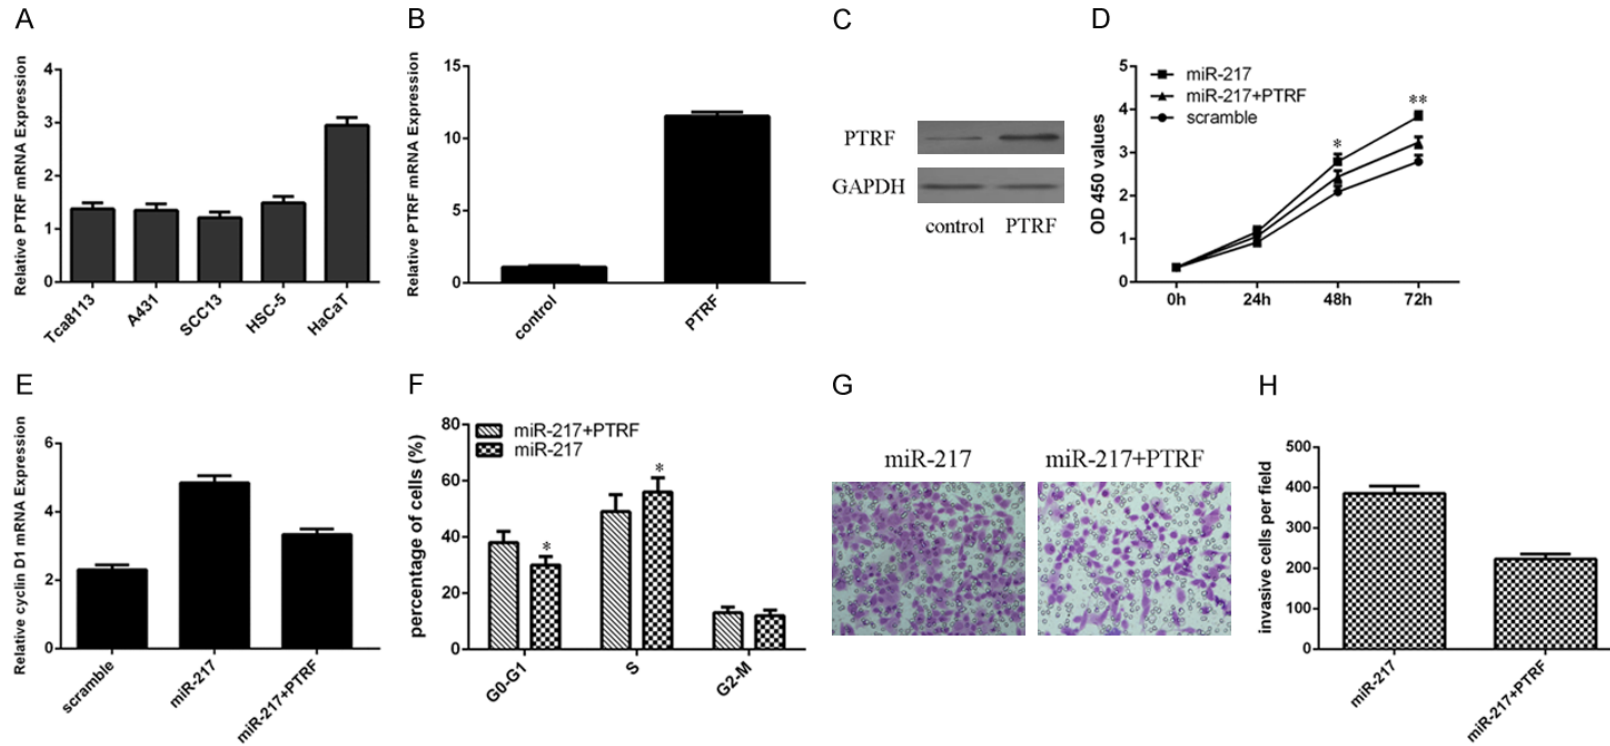 A
Relative PTRF mRNA Expression
4
3
2
1
0
Tca8113
A431
SCC13
HSC-5
HaCaT
B
Relative PTRF mRNA Expression
15
10
5
0
control
PTRF
C
PTRF
GAPDH
control PTRF
D
OD 450 values
5
4
3
2
1
0
miR-217
miR-217+PTRF
scramble
*
**
0h 24h 48h 72h
E
Relative cyclin D1 mRNA Expression
6
4
2
0
scramble
miR-217
miR-217+PTRF
F
percentage of cells (%)
80
60
40
20
0
miR-217+PTRF
miR-217
*
*
G0-G1
S
G2-M
G
miR-217 miR-217+PTRF
H
invasive cells per field
500
400
300
200
100
0
miR-217
miR-217+PTRF